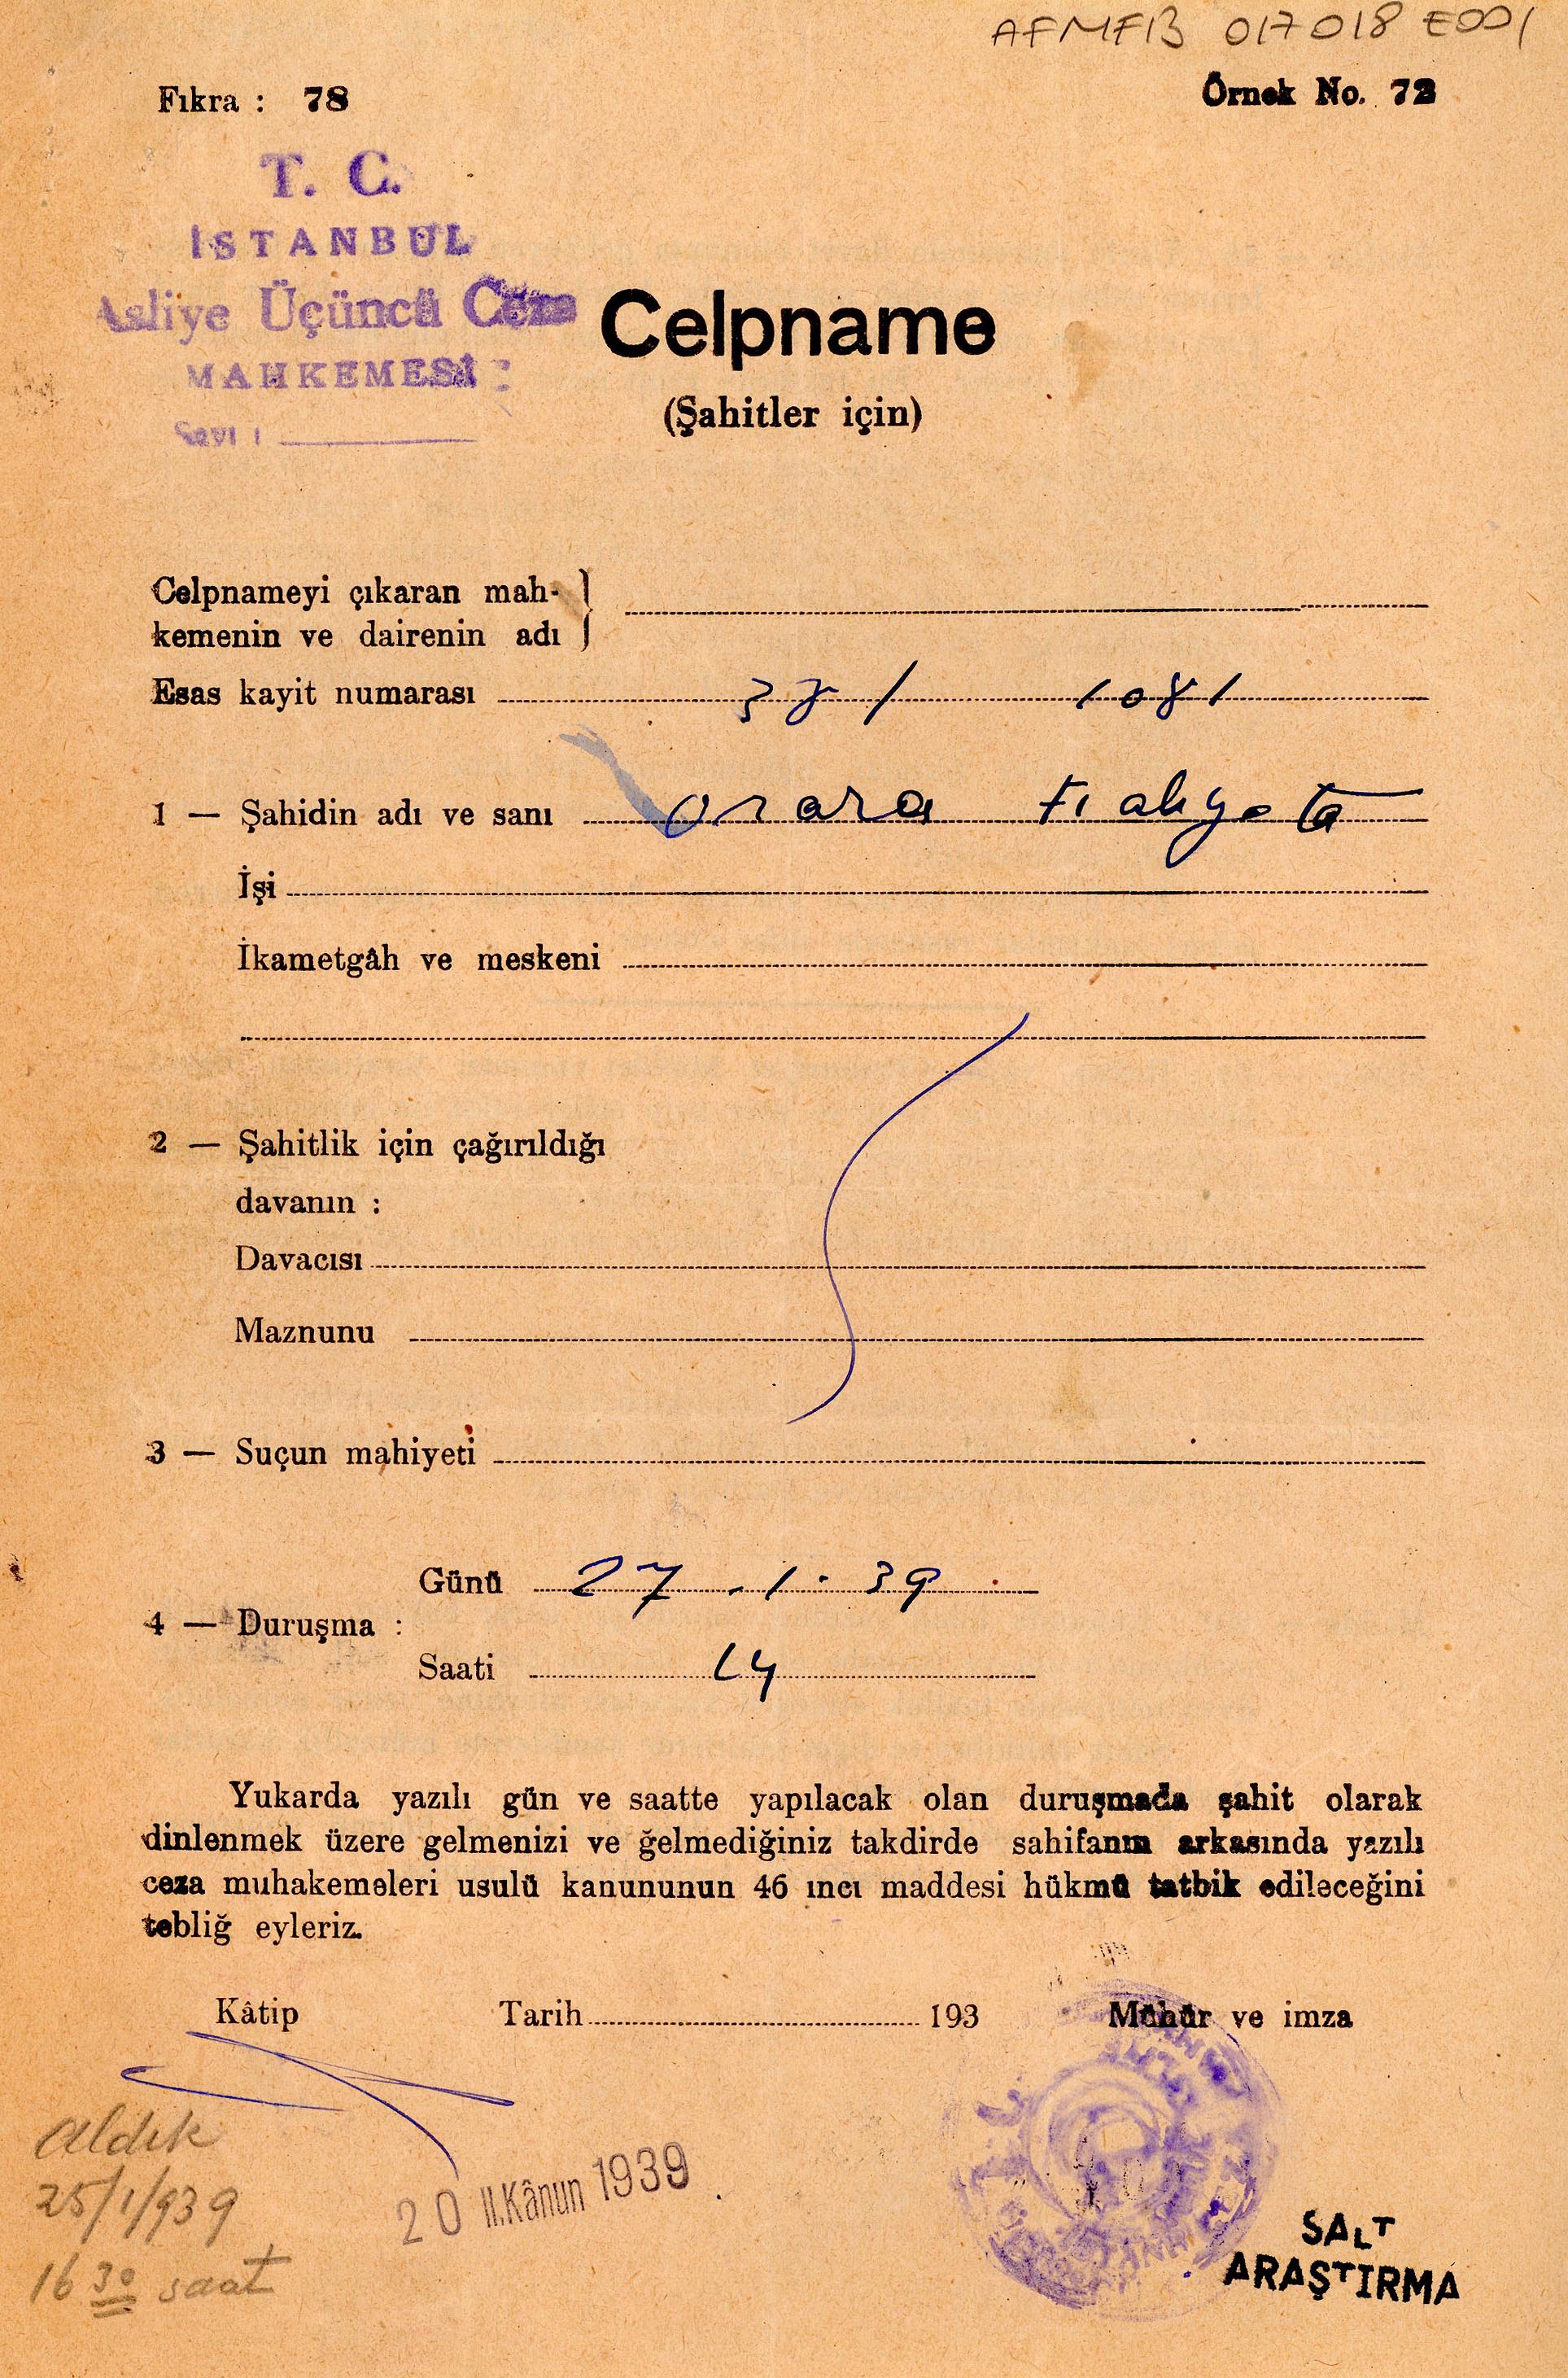 AFMFB 017018 E001
Fıkra : 78
Örnek No. 72
T. C.
İSTANBUL
Asliye Üçüncü Ceza
MAHKEMESİ
Sayı :
Celpname
(Şahitler için)
Celpnameyi çıkaran mah-
kemenin ve dairenin adı
Esas kayit numarası 38 / 1081
1 — Şahidin adı ve sanı
İşi
İkametgâh ve meskeni
2 — Şahitlik için çağırıldığı
davanın :
Davacısı
Maznunu
3 — Suçun mahiyeti
Günü 27 . 1 . 39
4 — Duruşma :
Saati 14
Yukarda yazılı gün ve saatte yapılacak olan duruşmada şahit olarak
dinlenmek üzere gelmenizi ve ğelmediğiniz takdirde sahifanın arkasında yazılı
ceza muhakemeleri usulü kanununun 46 ıncı maddesi hükmü tatbik edileceğini
tebliğ eyleriz.
Kâtip Tarih 193 Mühür ve imza
aldık
25/1/939
16 30 saat
20 II.Kânun 1939
SALT
ARAŞTIRMA